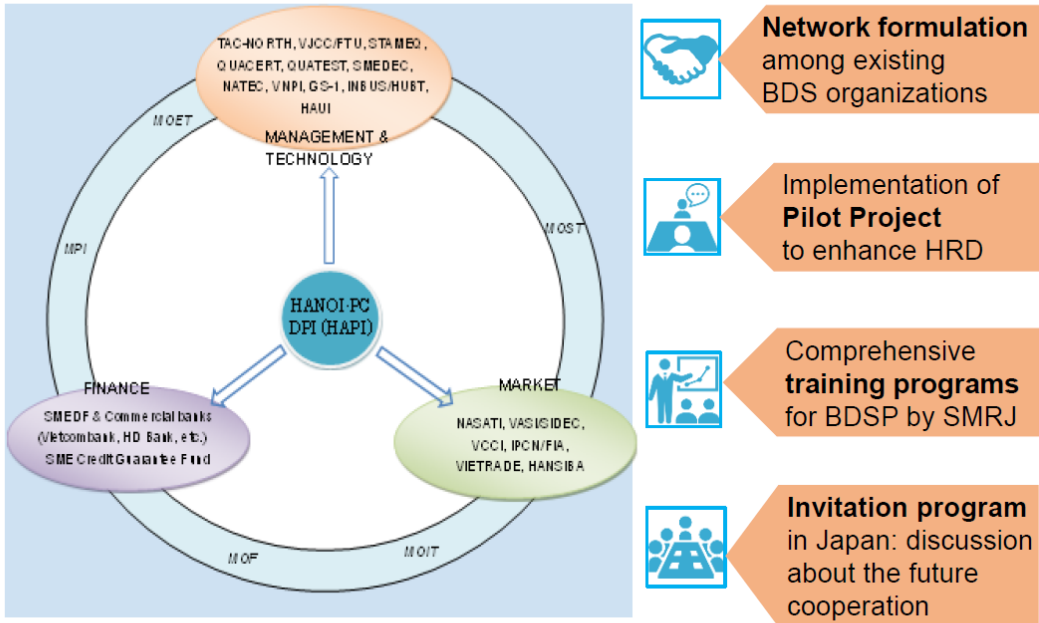 TAC-NORTH, VJCC/FTU, STAMEQ,
QUACERT, QUATEST, SMEDEC,
NATEC, VNPI, GS-1, INBUS/HUBT,
HAUI
MANAGEMENT &
TECHNOLOGY
MOET
MOST
MPI
HANOI-PC
DPI (HAPI)
FINANCE
SMEDF & Commercial banks
(Vietcombank, HD Bank, etc.)
SME Credit Guarantee Fund
MARKET
NASATI, VASI/SIDEC,
VCCI, IPCN/FIA,
VIETRADE, HANSIBA
MOF
MOIT
Network formulation
among existing
BDS organizations
Implementation of
Pilot Project
to enhance HRD
Comprehensive
training programs
for BDSP by SMRJ
Invitation program
in Japan: discussion
about the future
cooperation